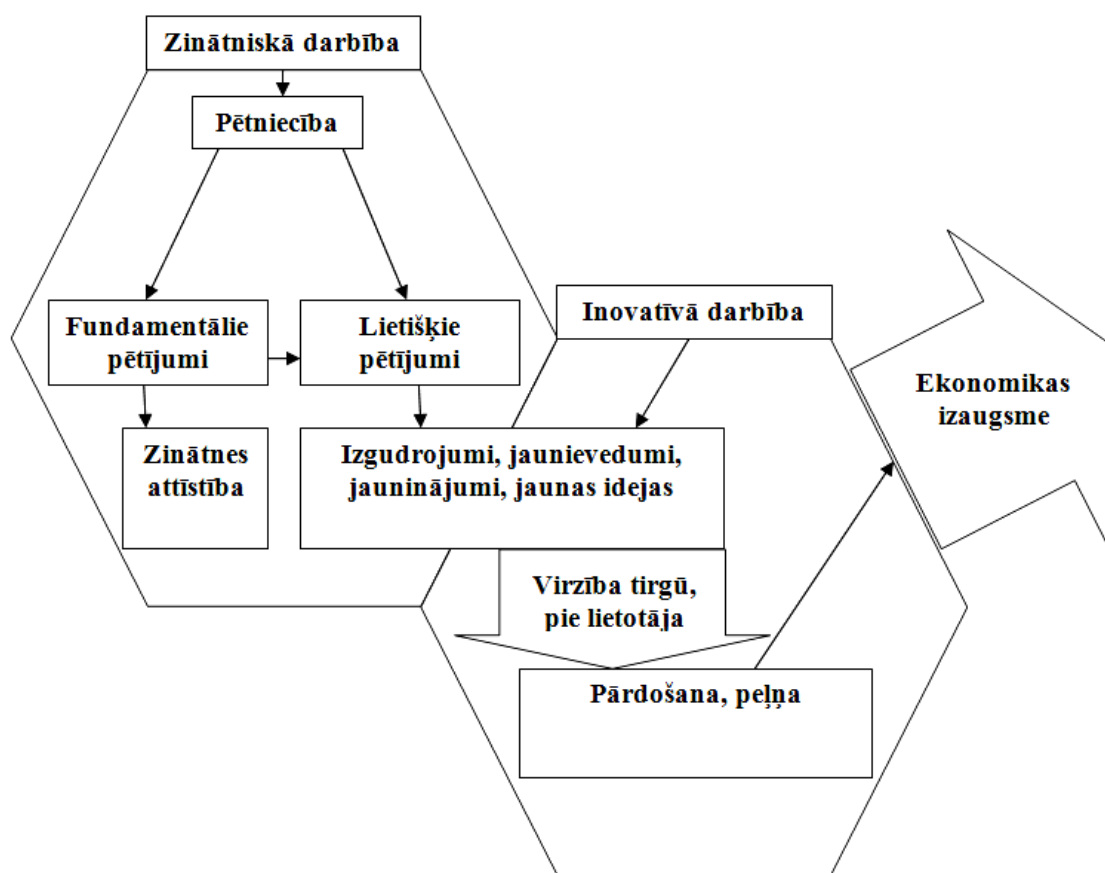 Zinātniskā darbība
Pētniecība
Fundamentālie
pētījumi
Lietišķie
pētījumi
Inovatīvā darbība
Ekonomikas
izaugsme
Zinātnes
attīstība
Izgudrojumi, jaunievedumi,
jauninājumi, jaunas idejas
Virzība tirgū,
pie lietotāja
Pārdošana, peļņa